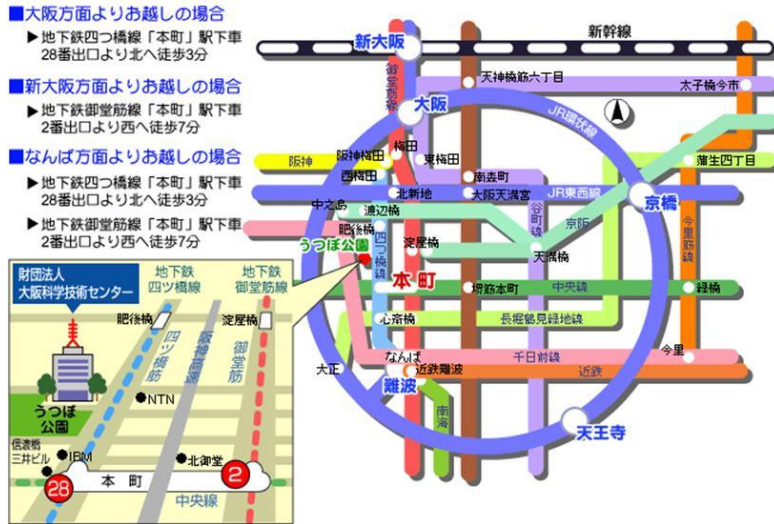 ■大阪方面よりお越しの場合
▶地下鉄四つ橋線「本町」駅下車
28番出口より北へ徒歩3分
■新大阪方面よりお越しの場合
▶地下鉄御堂筋線「本町」駅下車
2番出口より西へ徒歩7分
■なんば方面よりお越しの場合
▶地下鉄四つ橋線「本町」駅下車
28番出口より北へ徒歩3分
▶地下鉄御堂筋線「本町」駅下車
2番出口より西へ徒歩7分
新大阪
新幹線
御堂筋線
天神橋筋六丁目
太子橋今市
大阪
JR環状線
阪神
阪神梅田
梅田
東梅田
西梅田
南森町
蒲生四丁目
北新地
大阪天満宮
JR東西線
京橋
中之島
渡辺橋
谷町線
京阪
今里筋線
肥後橋
うつぼ公園
四つ橋線
淀屋橋
天満橋
本町
堺筋本町
中央線
緑橋
心斎橋
長堀鶴見緑地線
なんば
千日前線
今里
大正
近鉄難波
近鉄
難波
南海
天王寺
財団法人
大阪科学技術センター
地下鉄
四ツ橋線
地下鉄
御堂筋線
肥後橋
淀屋橋
四ツ橋筋
阪神高速
御堂筋
うつぼ
公園
NTN
信濃橋
三井ビル
IBM
北御堂
28
本町
2
中央線